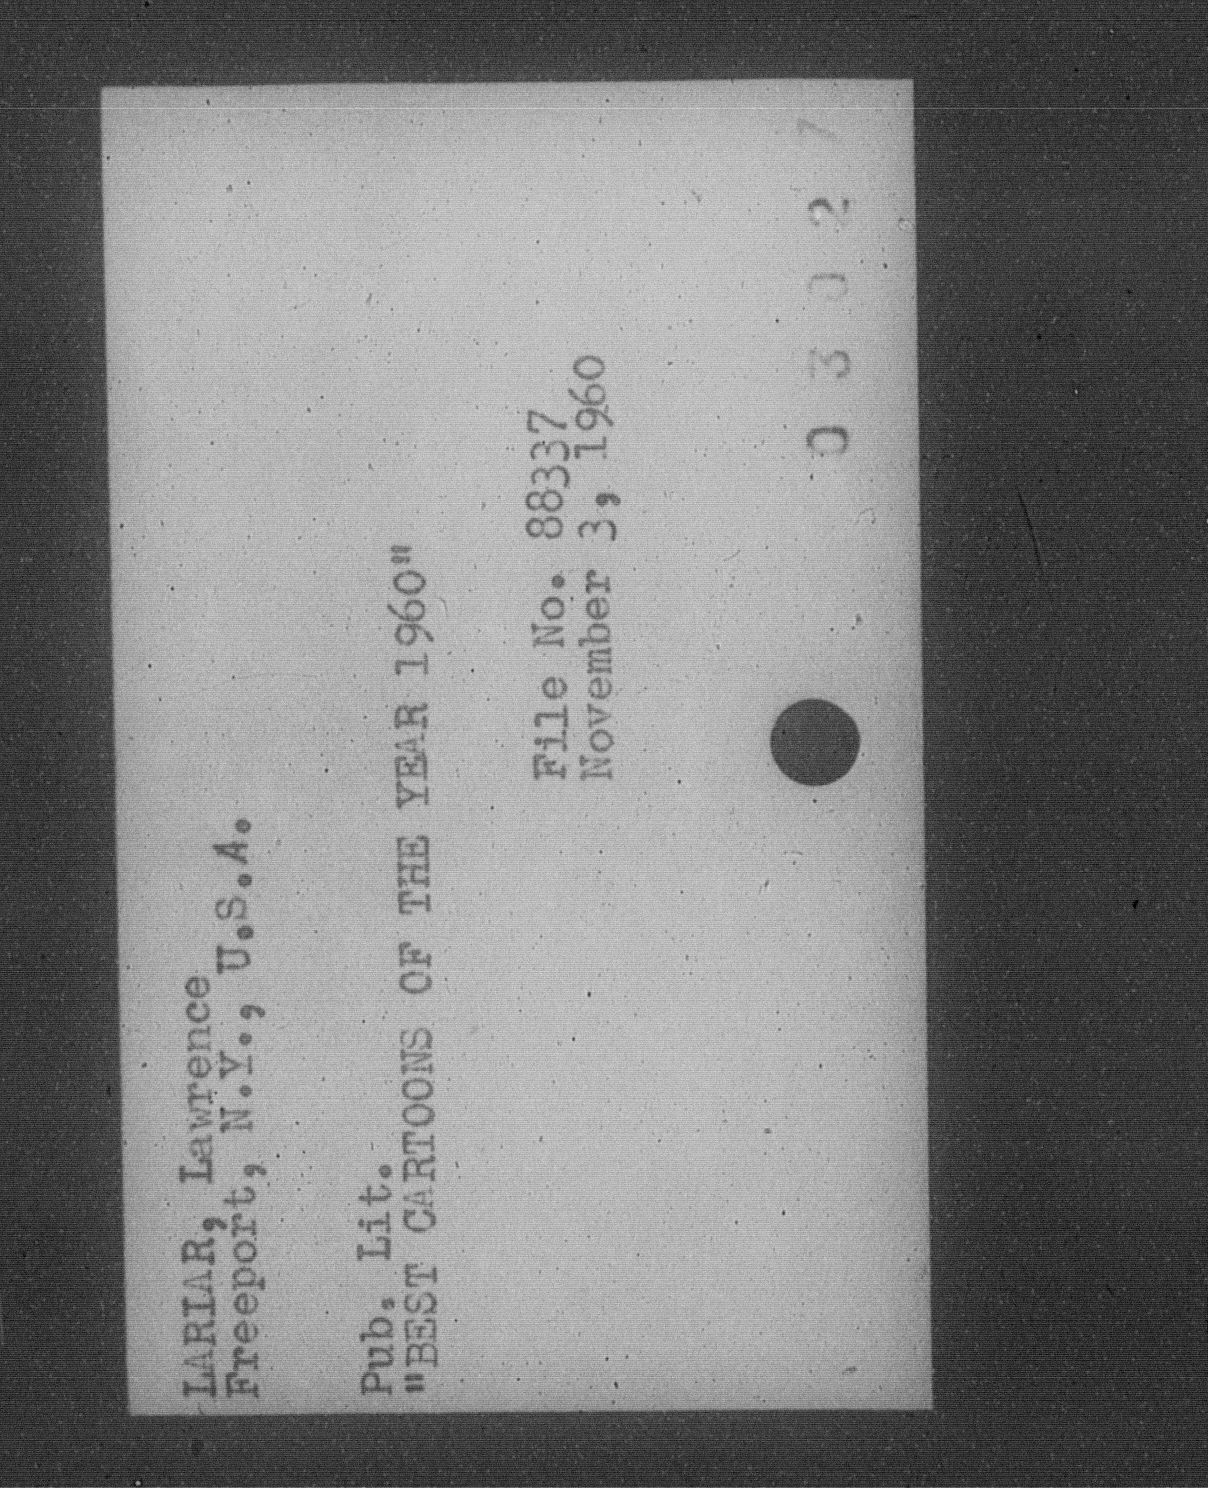 LARIAR, Lawrence
Freeport, N.Y., U.S.A.
Pub. Lit.
"BEST CARTOONS OF THE YEAR 1960"
File No. 88337
November 3, 1960
0 3 0 2 7